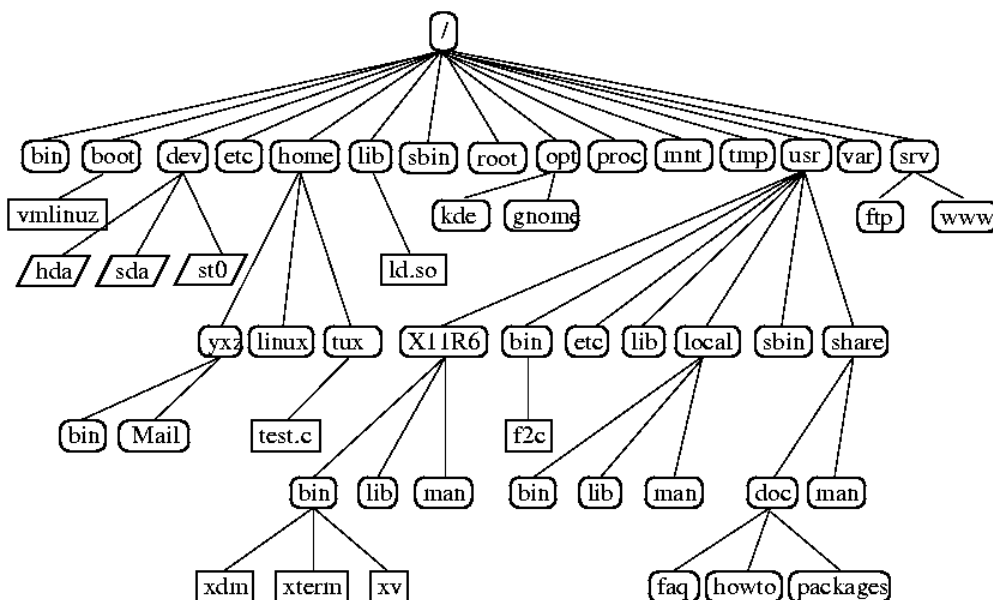 /
bin boot dev etc home lib sbin root opt proc mnt tmp usr var srv
vmlinuz kde gnome ftp www
hda sda st0 ld.so
yxz linux tux X11R6 bin etc lib local sbin share
bin Mail test.c f2c
bin lib man bin lib man doc man
xdm xterm xv faq howto packages